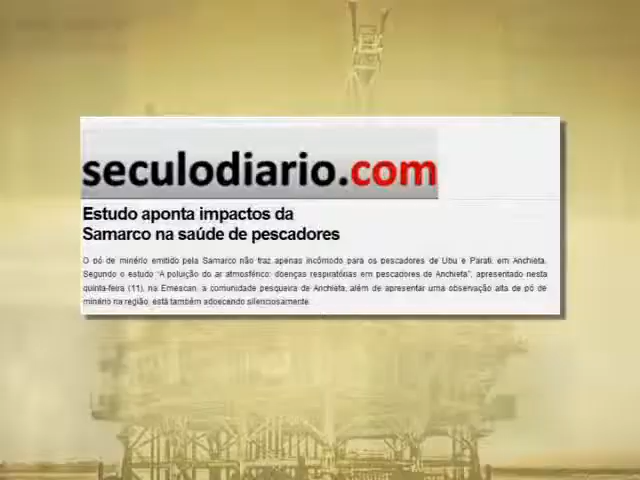 seculodiario.com
Estudo aponta impactos da
Samarco na saúde de pescadores
O pó de minério emitido pela Samarco não traz apenas incômodo para os pescadores de Ubu e Parati, em Anchieta.
Segundo o estudo “A poluição do ar atmosférico: doenças respiratórias em pescadores de Anchieta”, apresentado nesta
quinta-feira (11), na Emescan, a comunidade pesqueira de Anchieta, além de apresentar uma observação alta de pó de
minério na região, está também adoecendo silenciosamente.